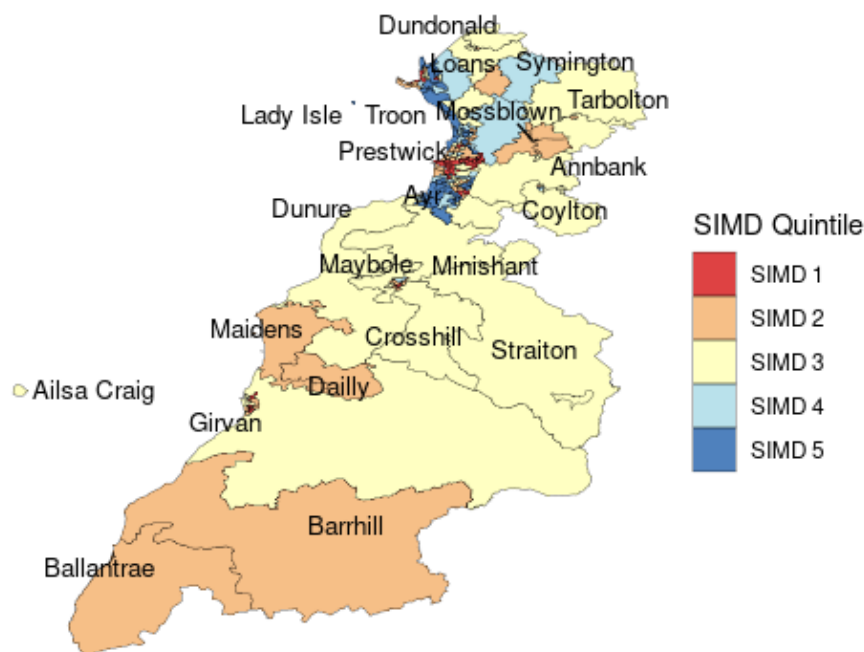 Dundonald
Loans
Symington
Tarbolton
Lady Isle
Troon
Mossblown
Prestwick
Annbank
Ayr
Coylton
Dunure
Maybole
Minishant
Maidens
Crosshill
Straiton
Ailsa Craig
Dailly
Girvan
Barrhill
Ballantrae
SIMD Quintile
SIMD 1
SIMD 2
SIMD 3
SIMD 4
SIMD 5